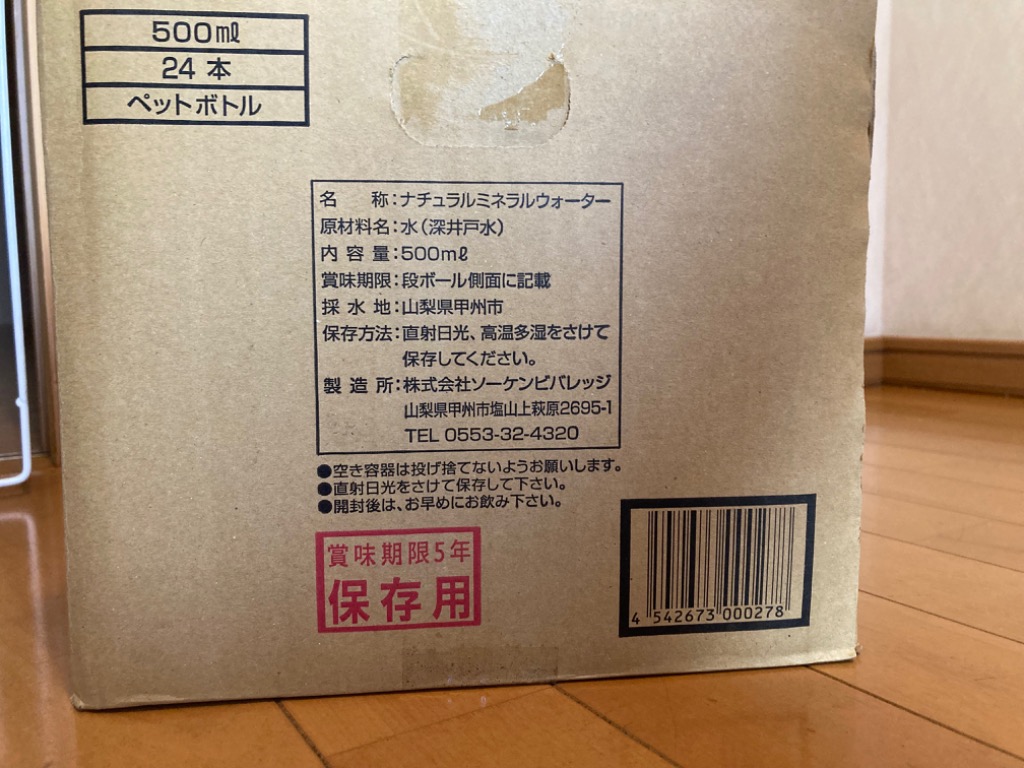 500㎖
24本
ペットボトル
名　　称：ナチュラルミネラルウォーター
原材料名：水（深井戸水）
内容量：500mℓ
賞味期限：段ボール側面に記載
採水地：山梨県甲州市
保存方法：直射日光、高温多湿をさけて
保存してください。
製造所：株式会社ソーケンビバレッジ
山梨県甲州市塩山上萩原2695-1
TEL 0553-32-4320
●空き容器は投げ捨てないようお願いします。
●直射日光をさけて保存して下さい。
●開封後は、お早めにお飲み下さい。
賞味期限5年
保存用
4 542673 000278